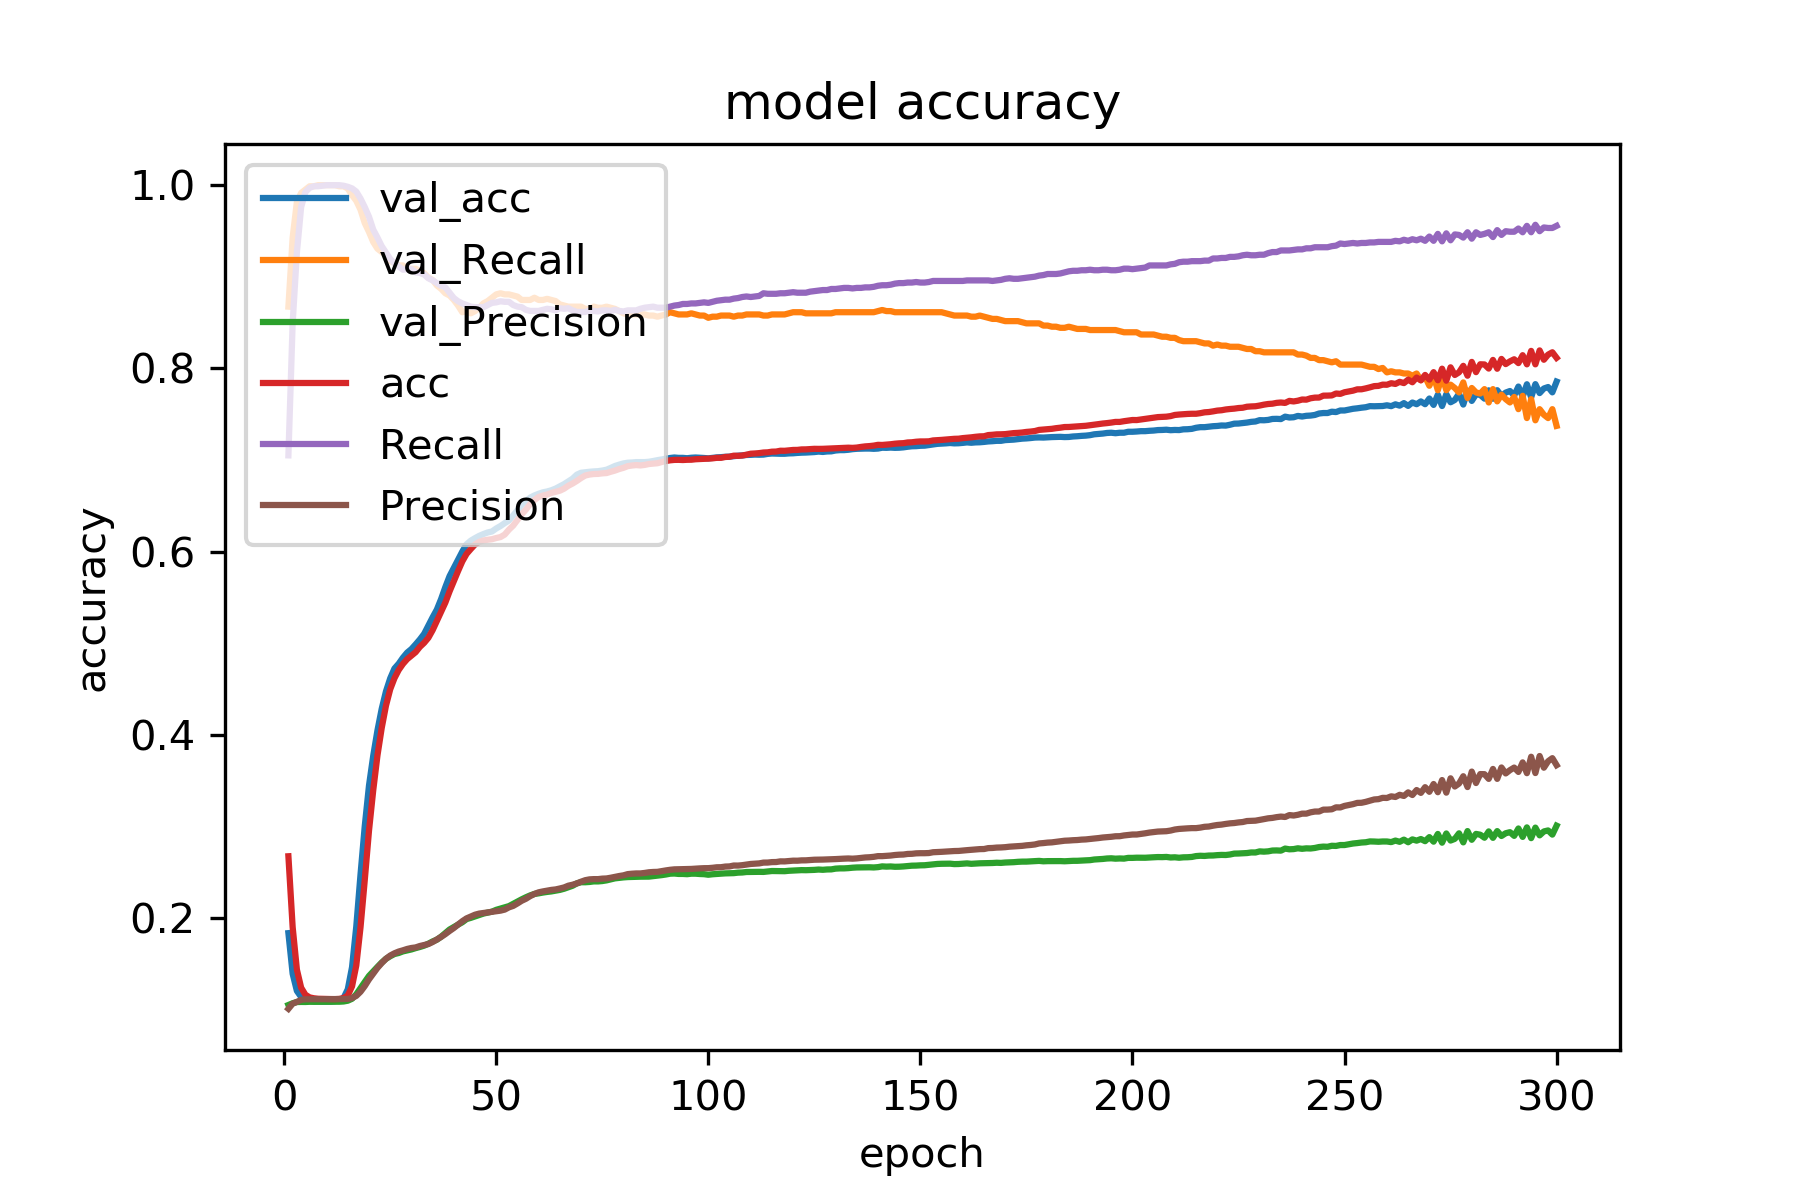 model accuracy
val_acc
val_Recall
val_Precision
acc
Recall
Precision
accuracy
1.0
0.8
0.6
0.4
0.2
0 50 100 150 200 250 300
epoch